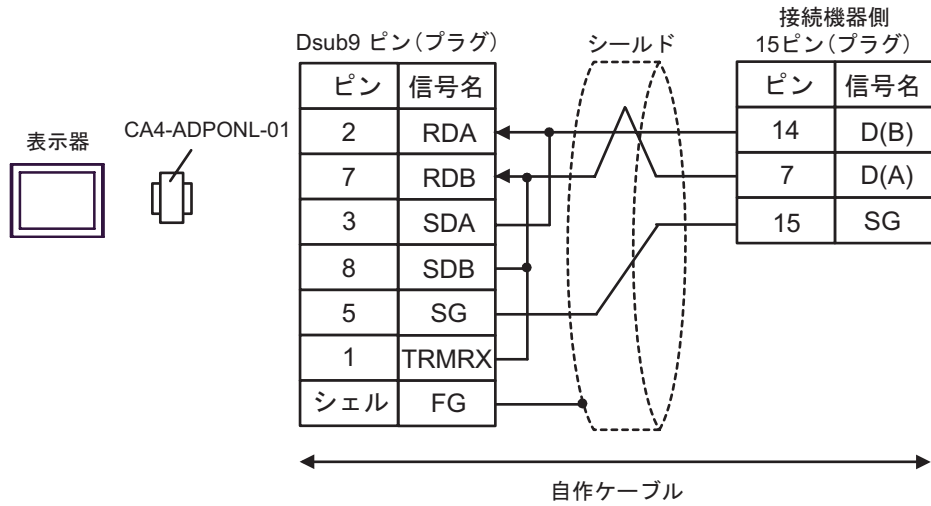 接続機器側
Dsub9 ピン(プラグ)
シールド
15ピン(プラグ)
表示器
CA4-ADPONL-01
ピン 信号名
2 RDA
7 RDB
3 SDA
8 SDB
5 SG
1 TRMRX
シェル FG
ピン 信号名
14 D(B)
7 D(A)
15 SG
自作ケーブル